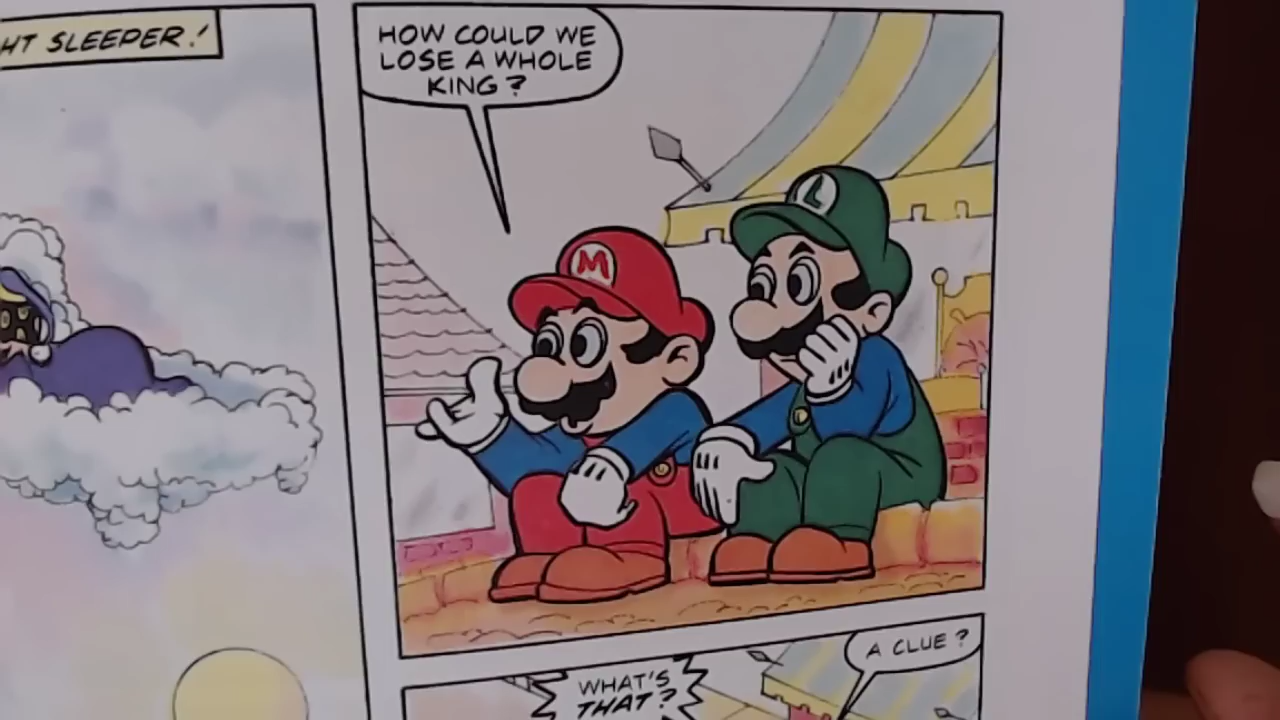 HT SLEEPER!
HOW COULD WE
LOSE A WHOLE
KING?
M
L
WHAT'S
THAT?
A CLUE?